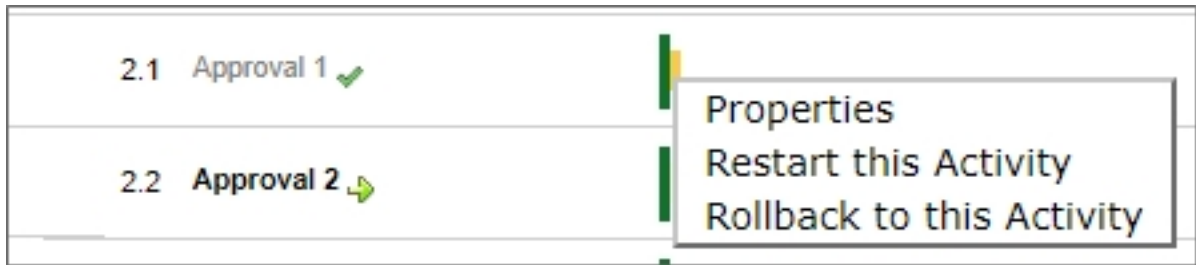 2.1 Approval 1
Properties
Restart this Activity
2.2 Approval 2
Rollback to this Activity